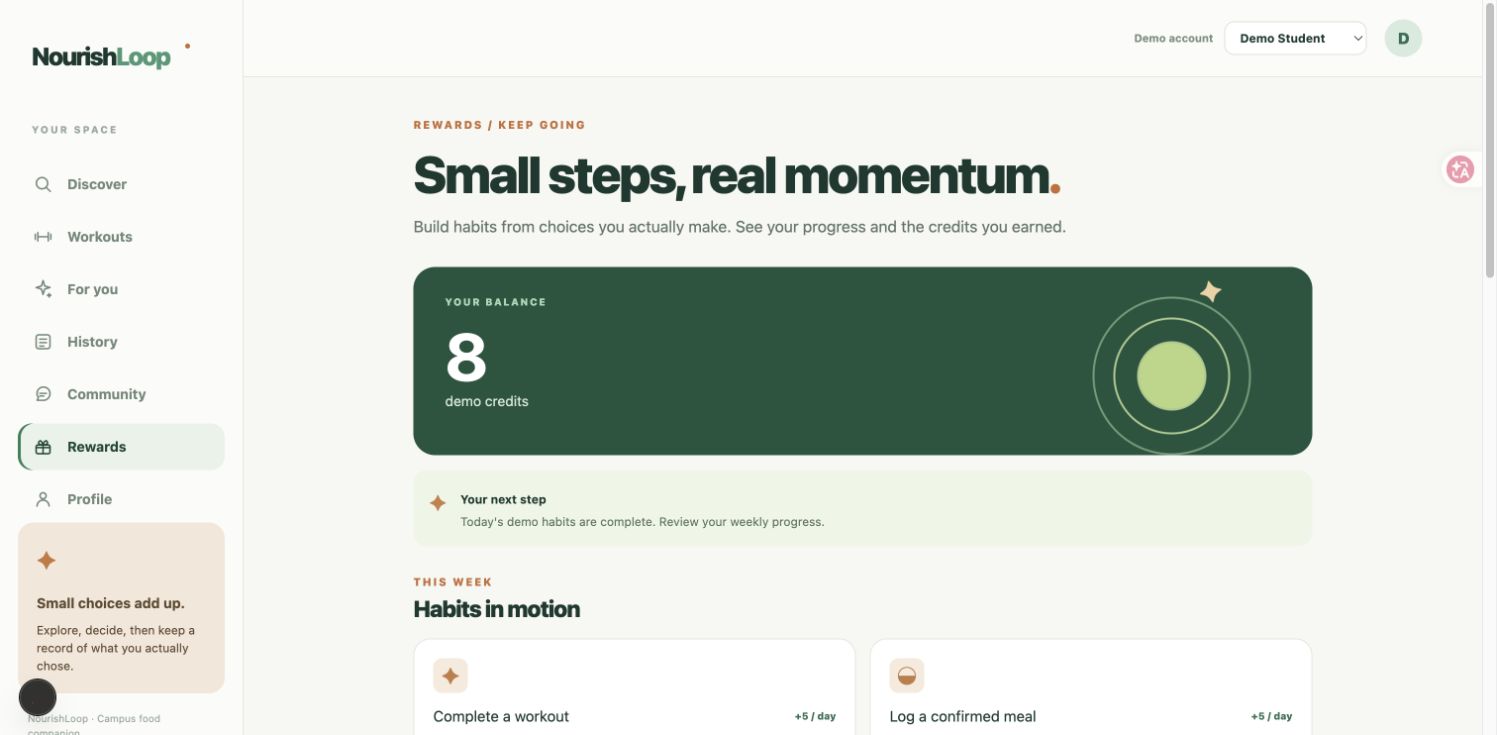 NourishLoop
YOUR SPACE
Discover
Workouts
For you
History
Community
Rewards
Profile
Small choices add up.
Explore, decide, then keep a
record of what you actually
chose.
NourishLoop · Campus food
companion
Demo account
Demo Student
D
REWARDS / KEEP GOING
Small steps, real momentum.
Build habits from choices you actually make. See your progress and the credits you earned.
YOUR BALANCE
8
demo credits
Your next step
Today's demo habits are complete. Review your weekly progress.
THIS WEEK
Habits in motion
Complete a workout
+5 / day
Log a confirmed meal
+5 / day